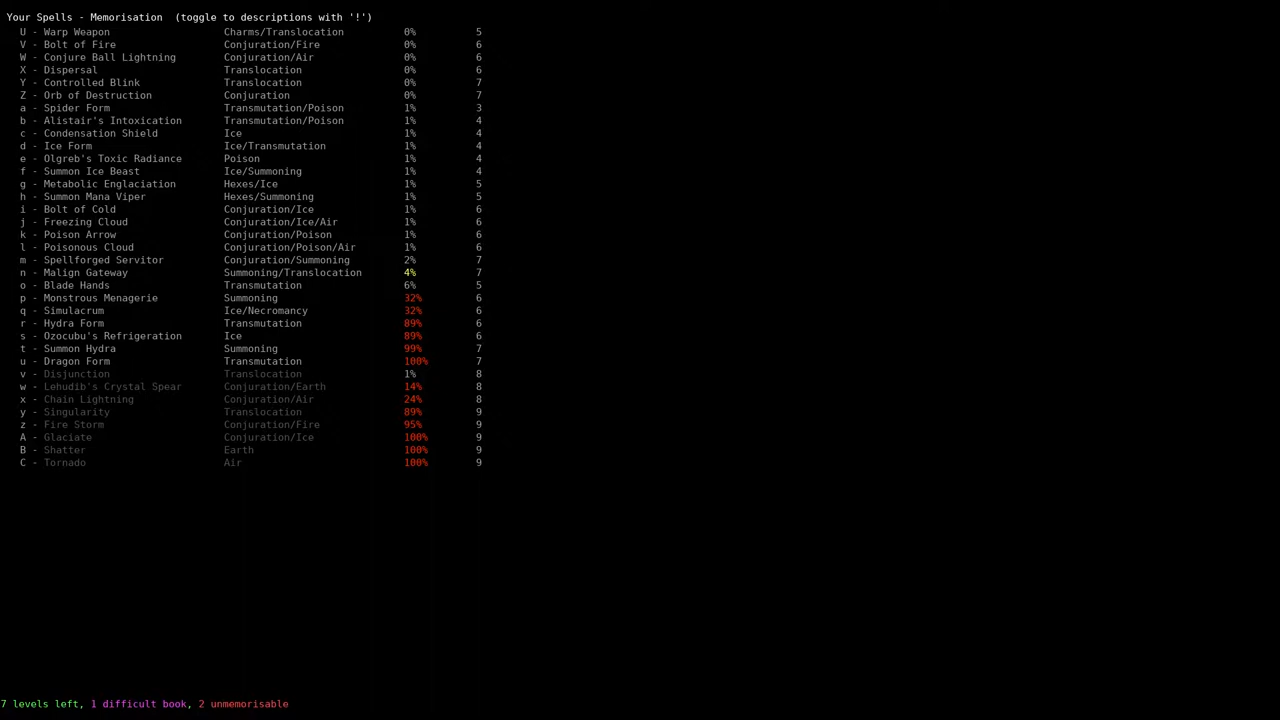 Your Spells - Memorisation  (toggle to descriptions with '!')
U - Warp Weapon Charms/Translocation 0% 5
V - Bolt of Fire Conjuration/Fire 0% 6
W - Conjure Ball Lightning Conjuration/Air 0% 6
X - Dispersal Translocation 0% 6
Y - Controlled Blink Translocation 0% 7
Z - Orb of Destruction Conjuration 0% 7
a - Spider Form Transmutation/Poison 1% 3
b - Alistair's Intoxication Transmutation/Poison 1% 4
c - Condensation Shield Ice 1% 4
d - Ice Form Ice/Transmutation 1% 4
e - Olgreb's Toxic Radiance Poison 1% 4
f - Summon Ice Beast Ice/Summoning 1% 4
g - Metabolic Englaciation Hexes/Ice 1% 5
h - Summon Mana Viper Hexes/Summoning 1% 5
i - Bolt of Cold Conjuration/Ice 1% 6
j - Freezing Cloud Conjuration/Ice/Air 1% 6
k - Poison Arrow Conjuration/Poison 1% 6
l - Poisonous Cloud Conjuration/Poison/Air 1% 6
m - Spellforged Servitor Conjuration/Summoning 2% 7
n - Malign Gateway Summoning/Translocation 4% 7
o - Blade Hands Transmutation 6% 5
p - Monstrous Menagerie Summoning 32% 6
q - Simulacrum Ice/Necromancy 32% 6
r - Hydra Form Transmutation 89% 6
s - Ozocubu's Refrigeration Ice 89% 6
t - Summon Hydra Summoning 99% 7
u - Dragon Form Transmutation 100% 7
v - Disjunction Translocation 1% 8
w - Lehudib's Crystal Spear Conjuration/Earth 14% 8
x - Chain Lightning Conjuration/Air 24% 8
y - Singularity Translocation 89% 9
z - Fire Storm Conjuration/Fire 95% 9
A - Glaciate Conjuration/Ice 100% 9
B - Shatter Earth 100% 9
C - Tornado Air 100% 9
7 levels left, 1 difficult book, 2 unmemorisable